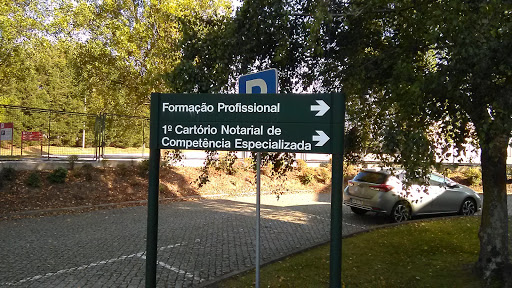 P
Formação Profissional
1º Cartório Notarial de
Competência Especializada